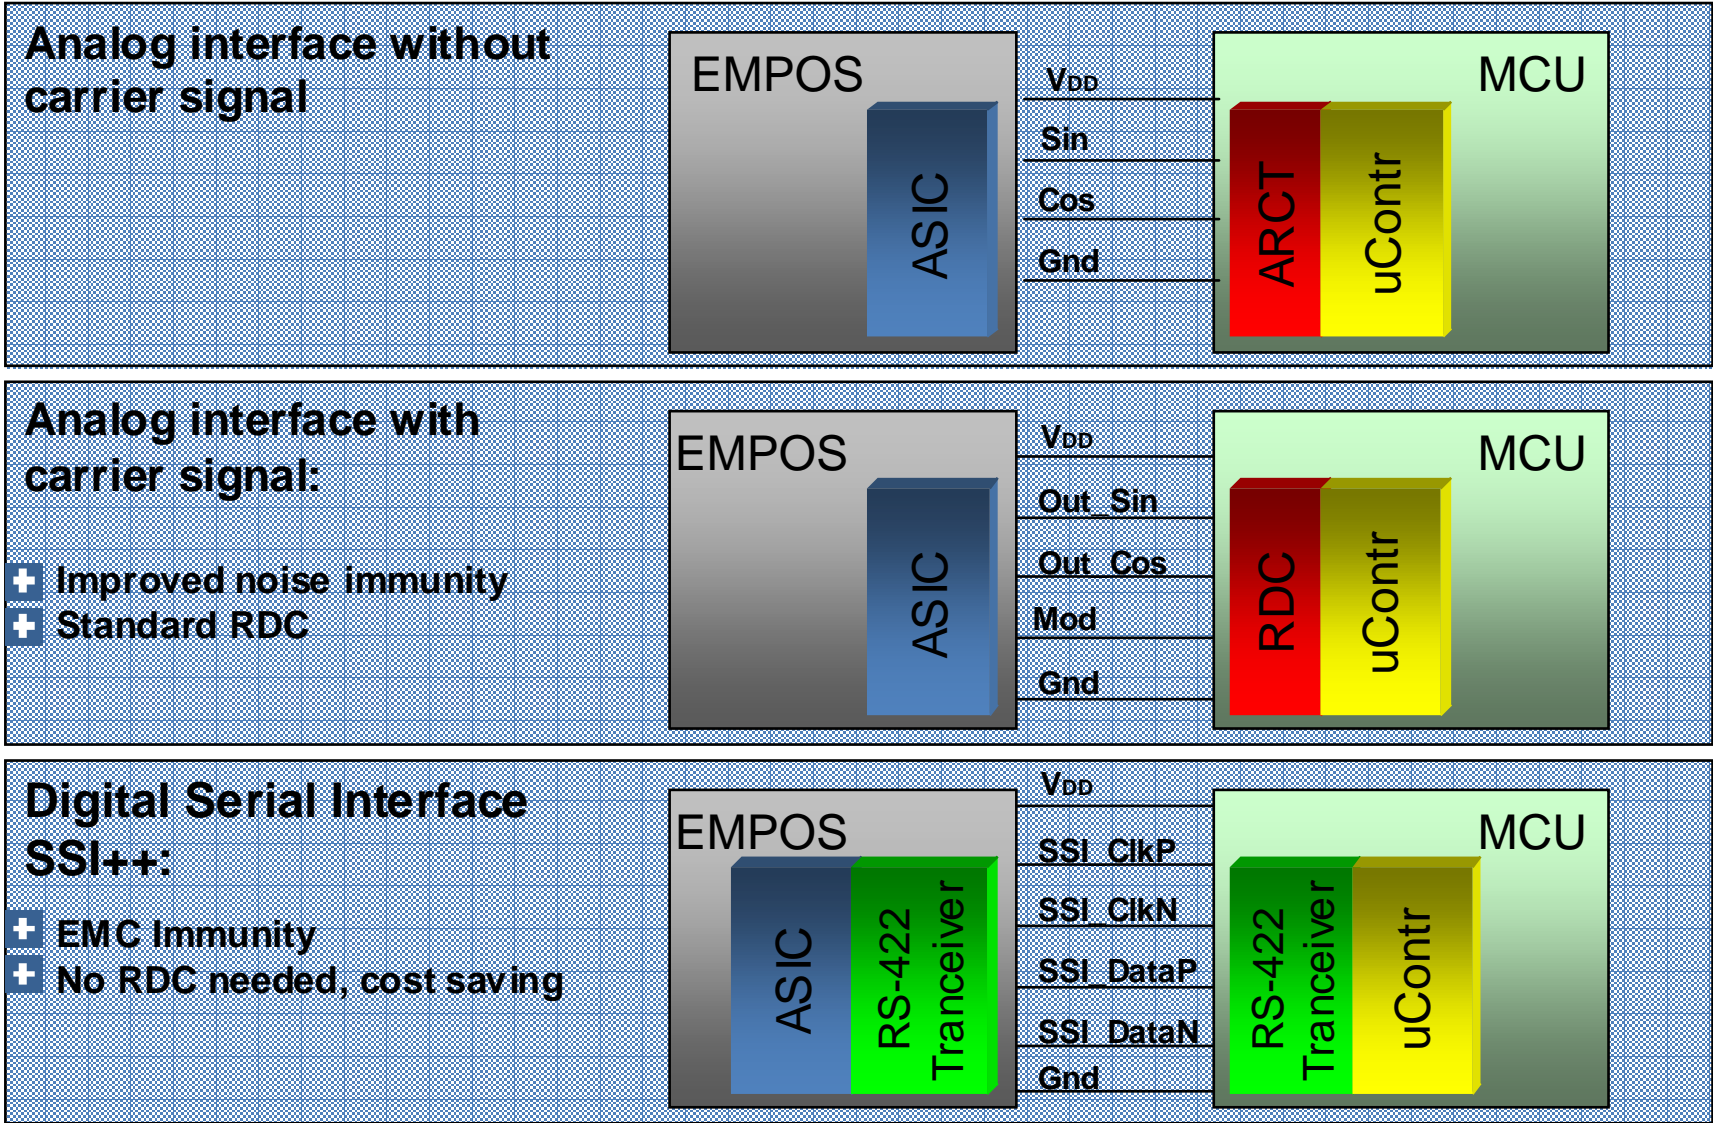 Analog interface without
carrier signal
EMPOS
ASIC
VDD
Sin
Cos
Gnd
MCU
ARCT
uContr
Analog interface with
carrier signal:
Improved noise immunity
Standard RDC
EMPOS
ASIC
VDD
Out_Sin
Out_Cos
Mod
Gnd
MCU
RDC
uContr
Digital Serial Interface
SSI++:
EMC Immunity
No RDC needed, cost saving
EMPOS
ASIC
RS-422
Tranceiver
VDD
SSI_ClkP
SSI_ClkN
SSI_DataP
SSI_DataN
Gnd
MCU
RS-422
Tranceiver
uContr